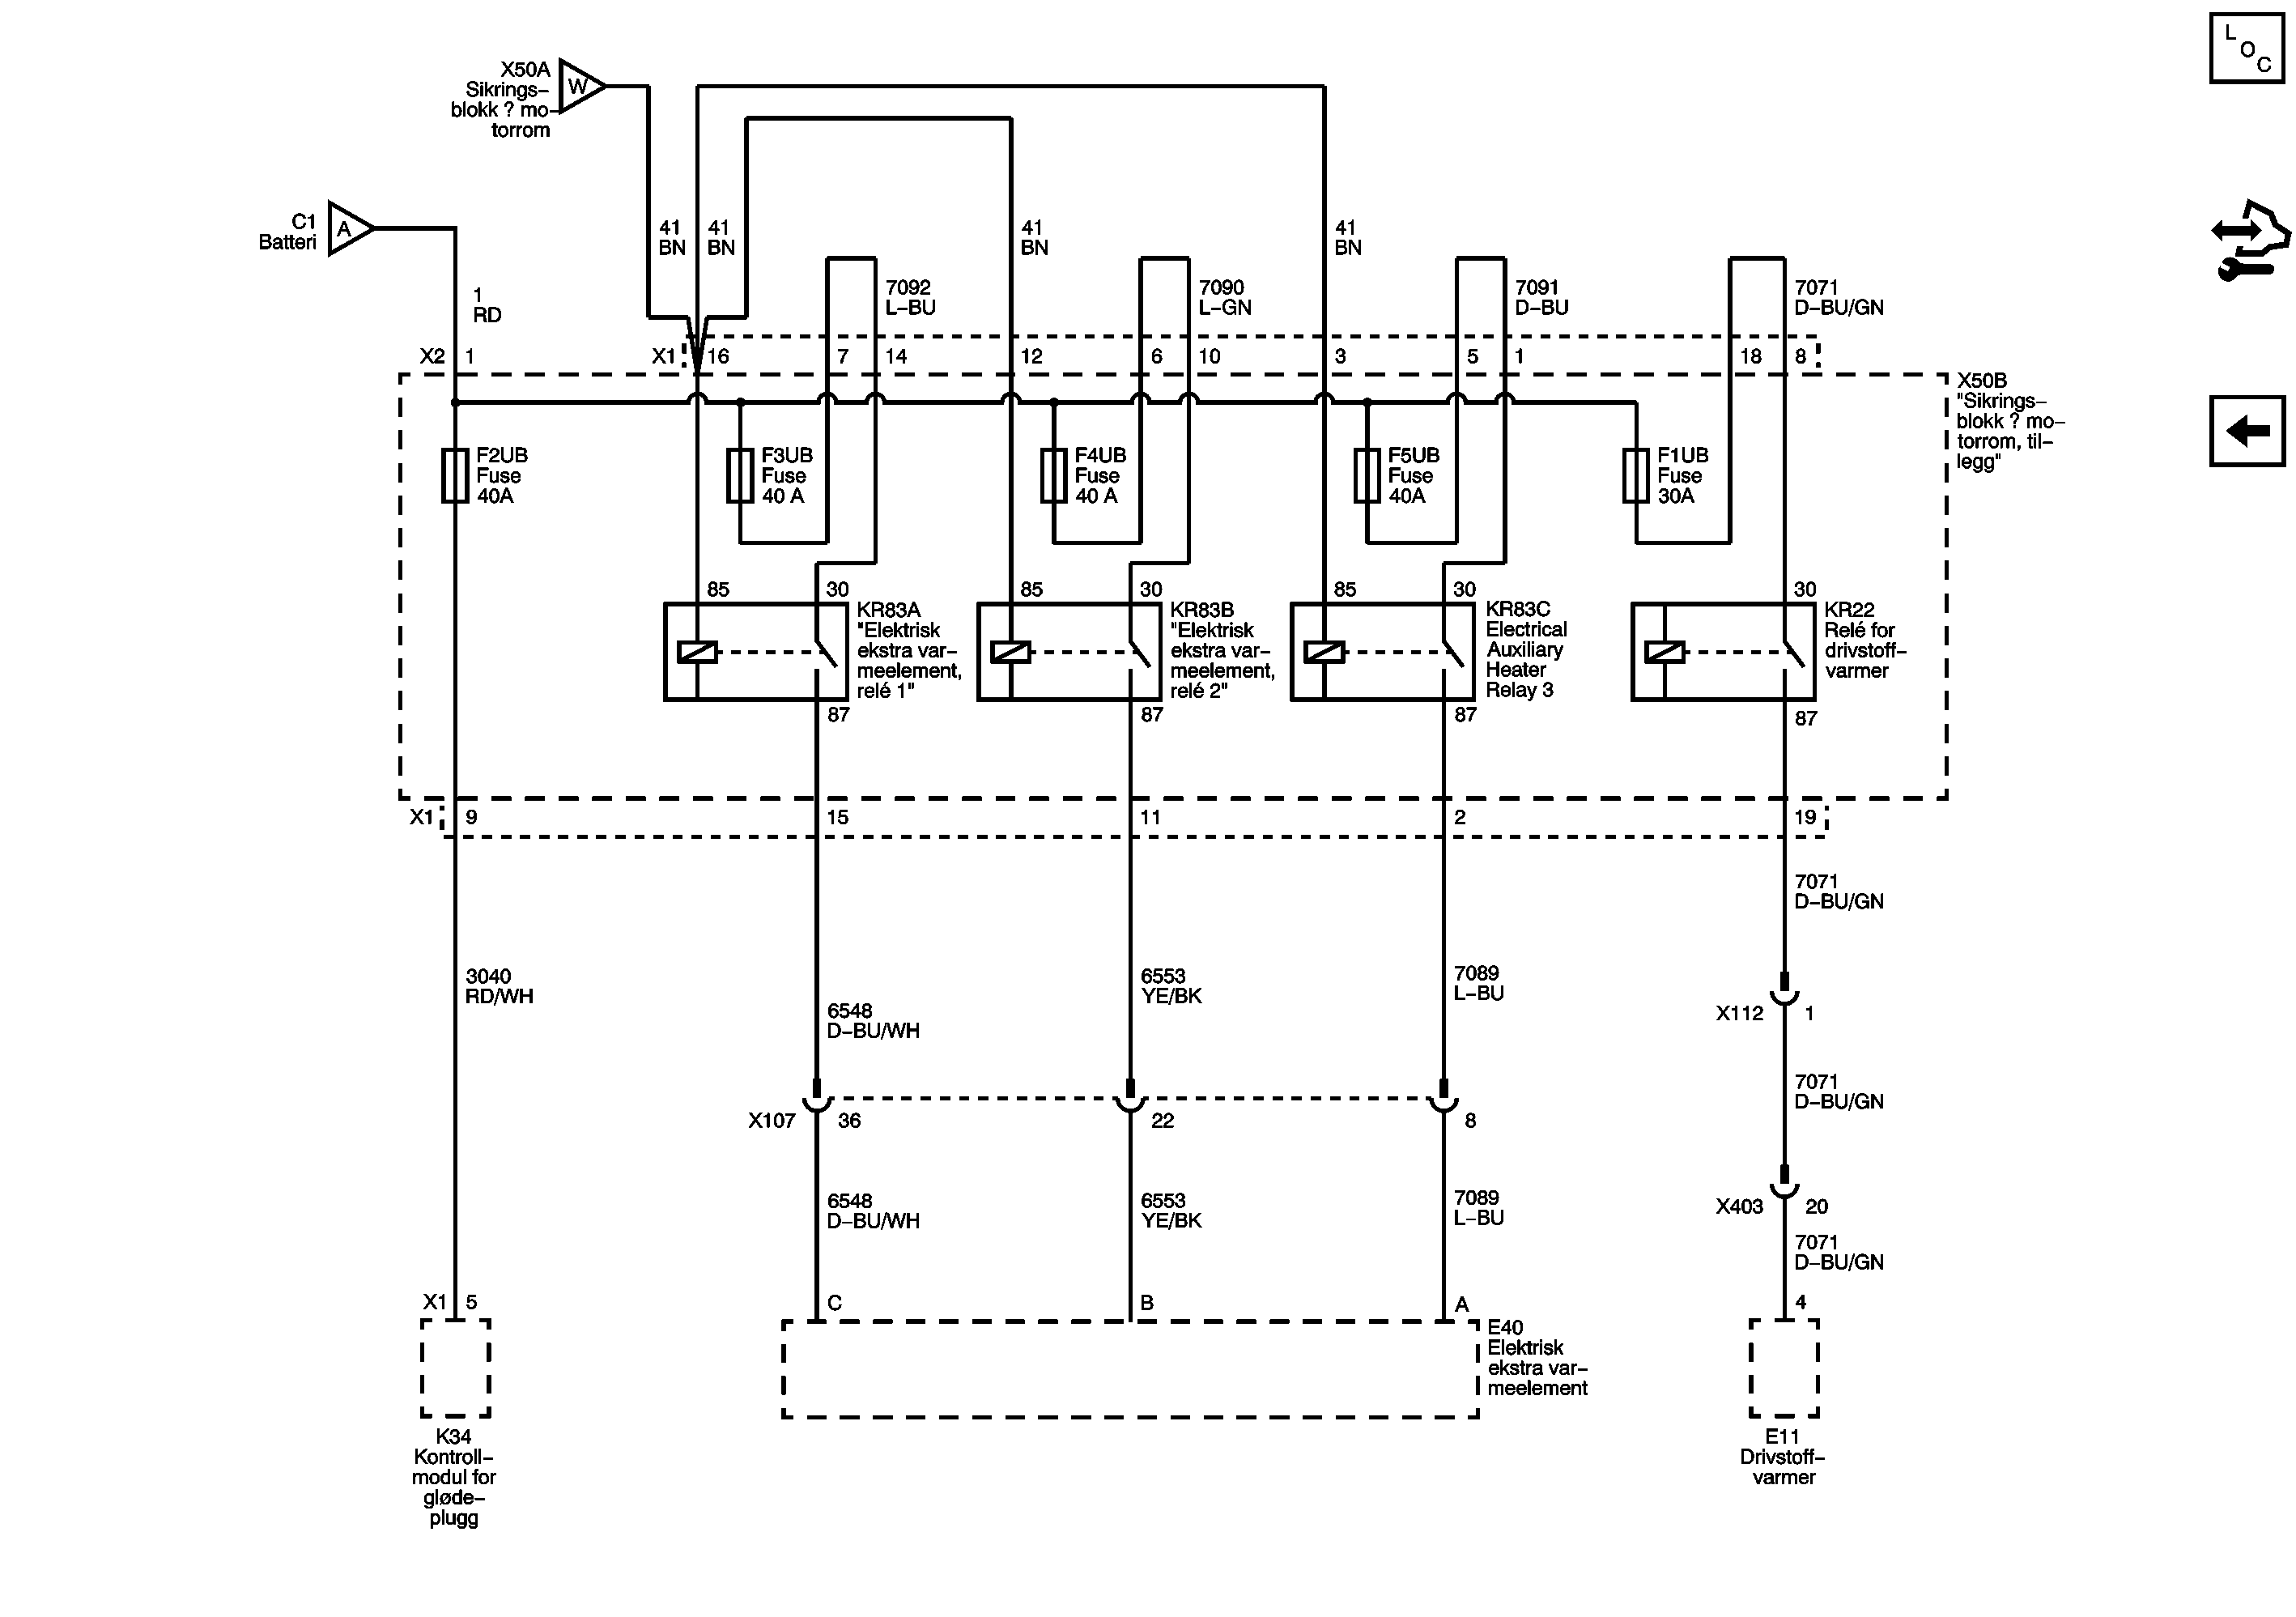 L
O
C
X50A
Sikrings–
blokk ? mo–
torrom
W
C1
Batteri
A
1
RD
41
BN
41
BN
41
BN
41
BN
7092
L–BU
7090
L–GN
7091
D–BU
7071
D–BU/GN
X2 1
X1 16 7 14 12 6 10 3 5 1 18 8
X50B
"Sikrings–
blokk ? mo–
torrom, til–
legg"
F2UB
Fuse
40A
F3UB
Fuse
40 A
F4UB
Fuse
40 A
F5UB
Fuse
40A
F1UB
Fuse
30A
85 30 85 30 85 30 30
KR83A
"Elektrisk
ekstra var–
meelement,
relé 1"
KR83B
"Elektrisk
ekstra var–
meelement,
relé 2"
KR83C
Electrical
Auxiliary
Heater
Relay 3
KR22
Relé for
drivstoff–
varmer
87 87 87 87
X1 9 15 11 2 19
7071
D–BU/GN
3040
RD/WH
6548
D–BU/WH
6553
YE/BK
7089
L–BU
X112 1
7071
D–BU/GN
X107 36 22 8
X403 20
6548
D–BU/WH
6553
YE/BK
7089
L–BU
7071
D–BU/GN
X1 5 C B A 4
E40
Elektrisk
ekstra var–
meelement
K34
Kontroll–
modul for
gløde–
plugg
E11
Drivstoff–
varmer